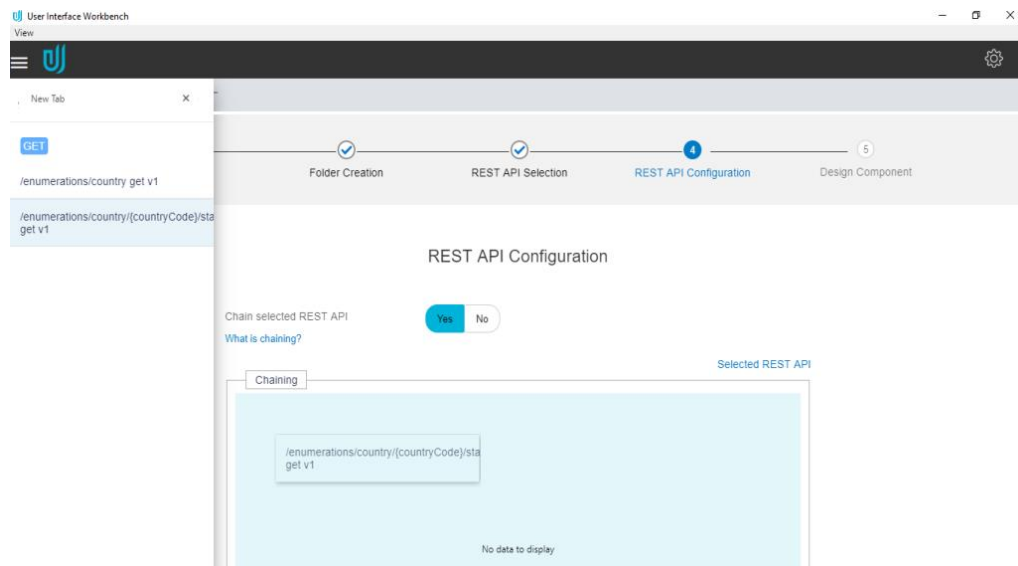 User Interface Workbench
View
New Tab
GET
/enumerations/country get v1
/enumerations/country/{countryCode}/sta
get v1
Folder Creation
REST API Selection
4
REST API Configuration
5
Design Component
REST API Configuration
Chain selected REST API
Yes
No
What is chaining?
Selected REST API
Chaining
/enumerations/country/{countryCode}/sta
get v1
No data to display